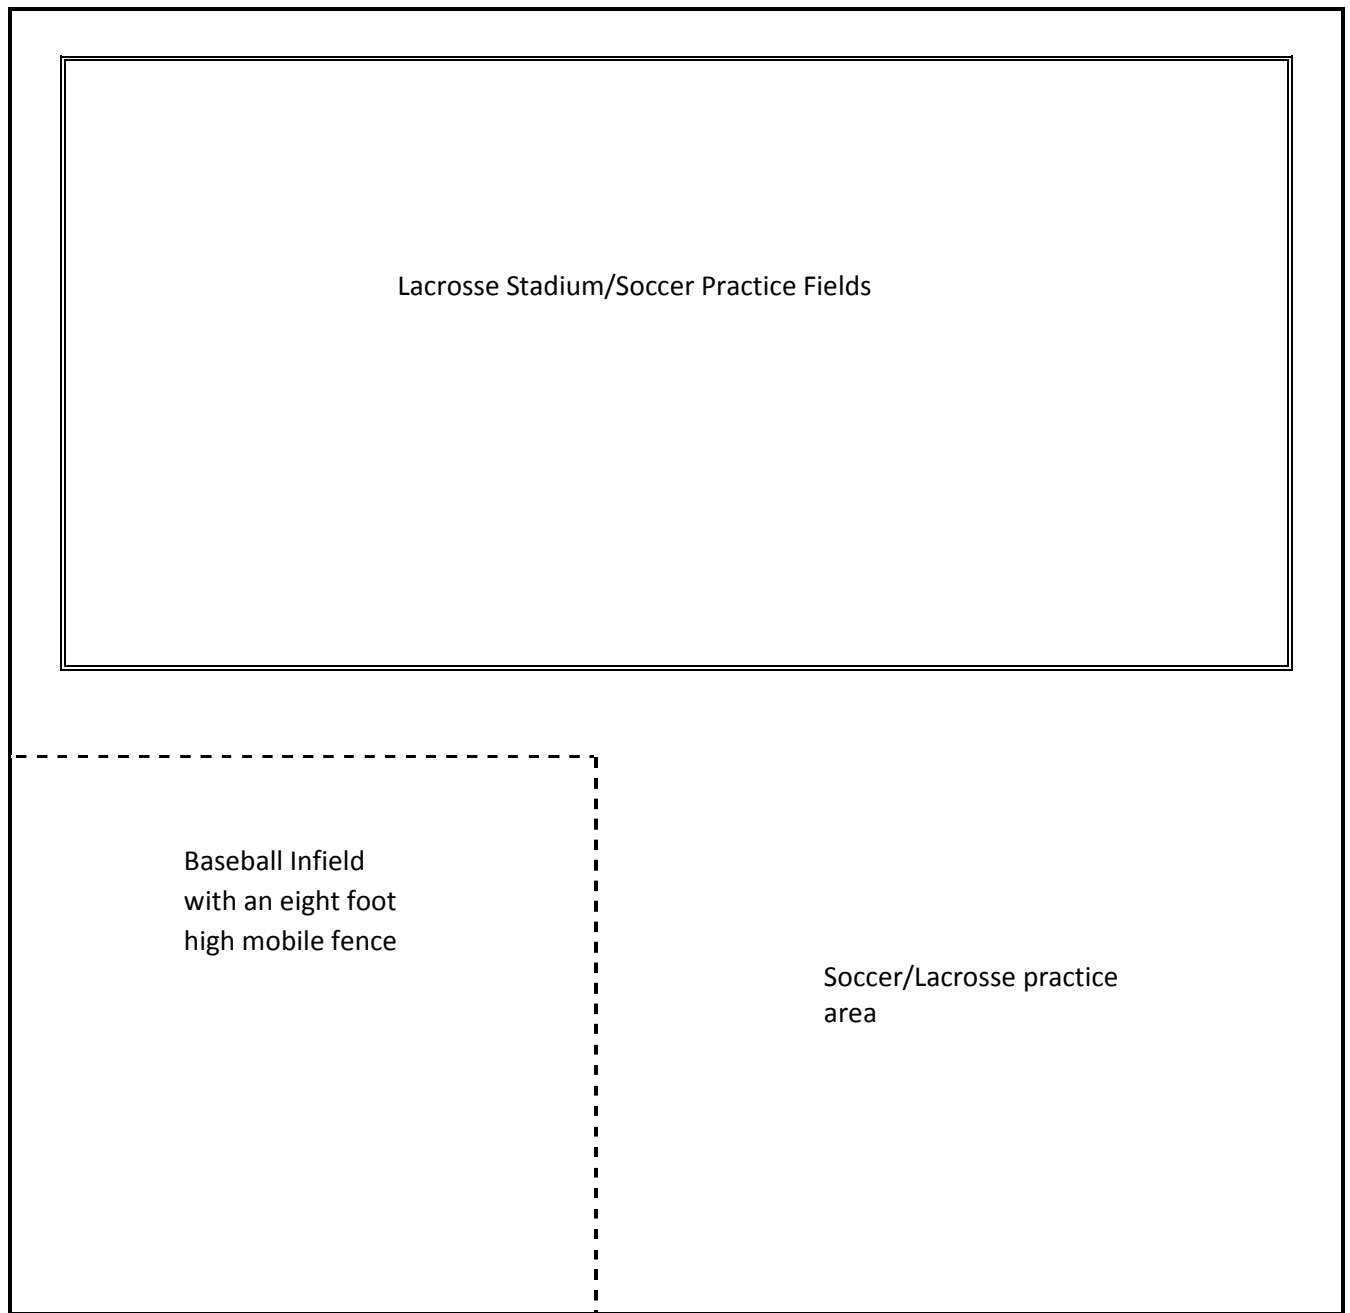 Lacrosse Stadium/Soccer Practice Fields
Baseball Infield
with an eight foot
high mobile fence
Soccer/Lacrosse practice
area